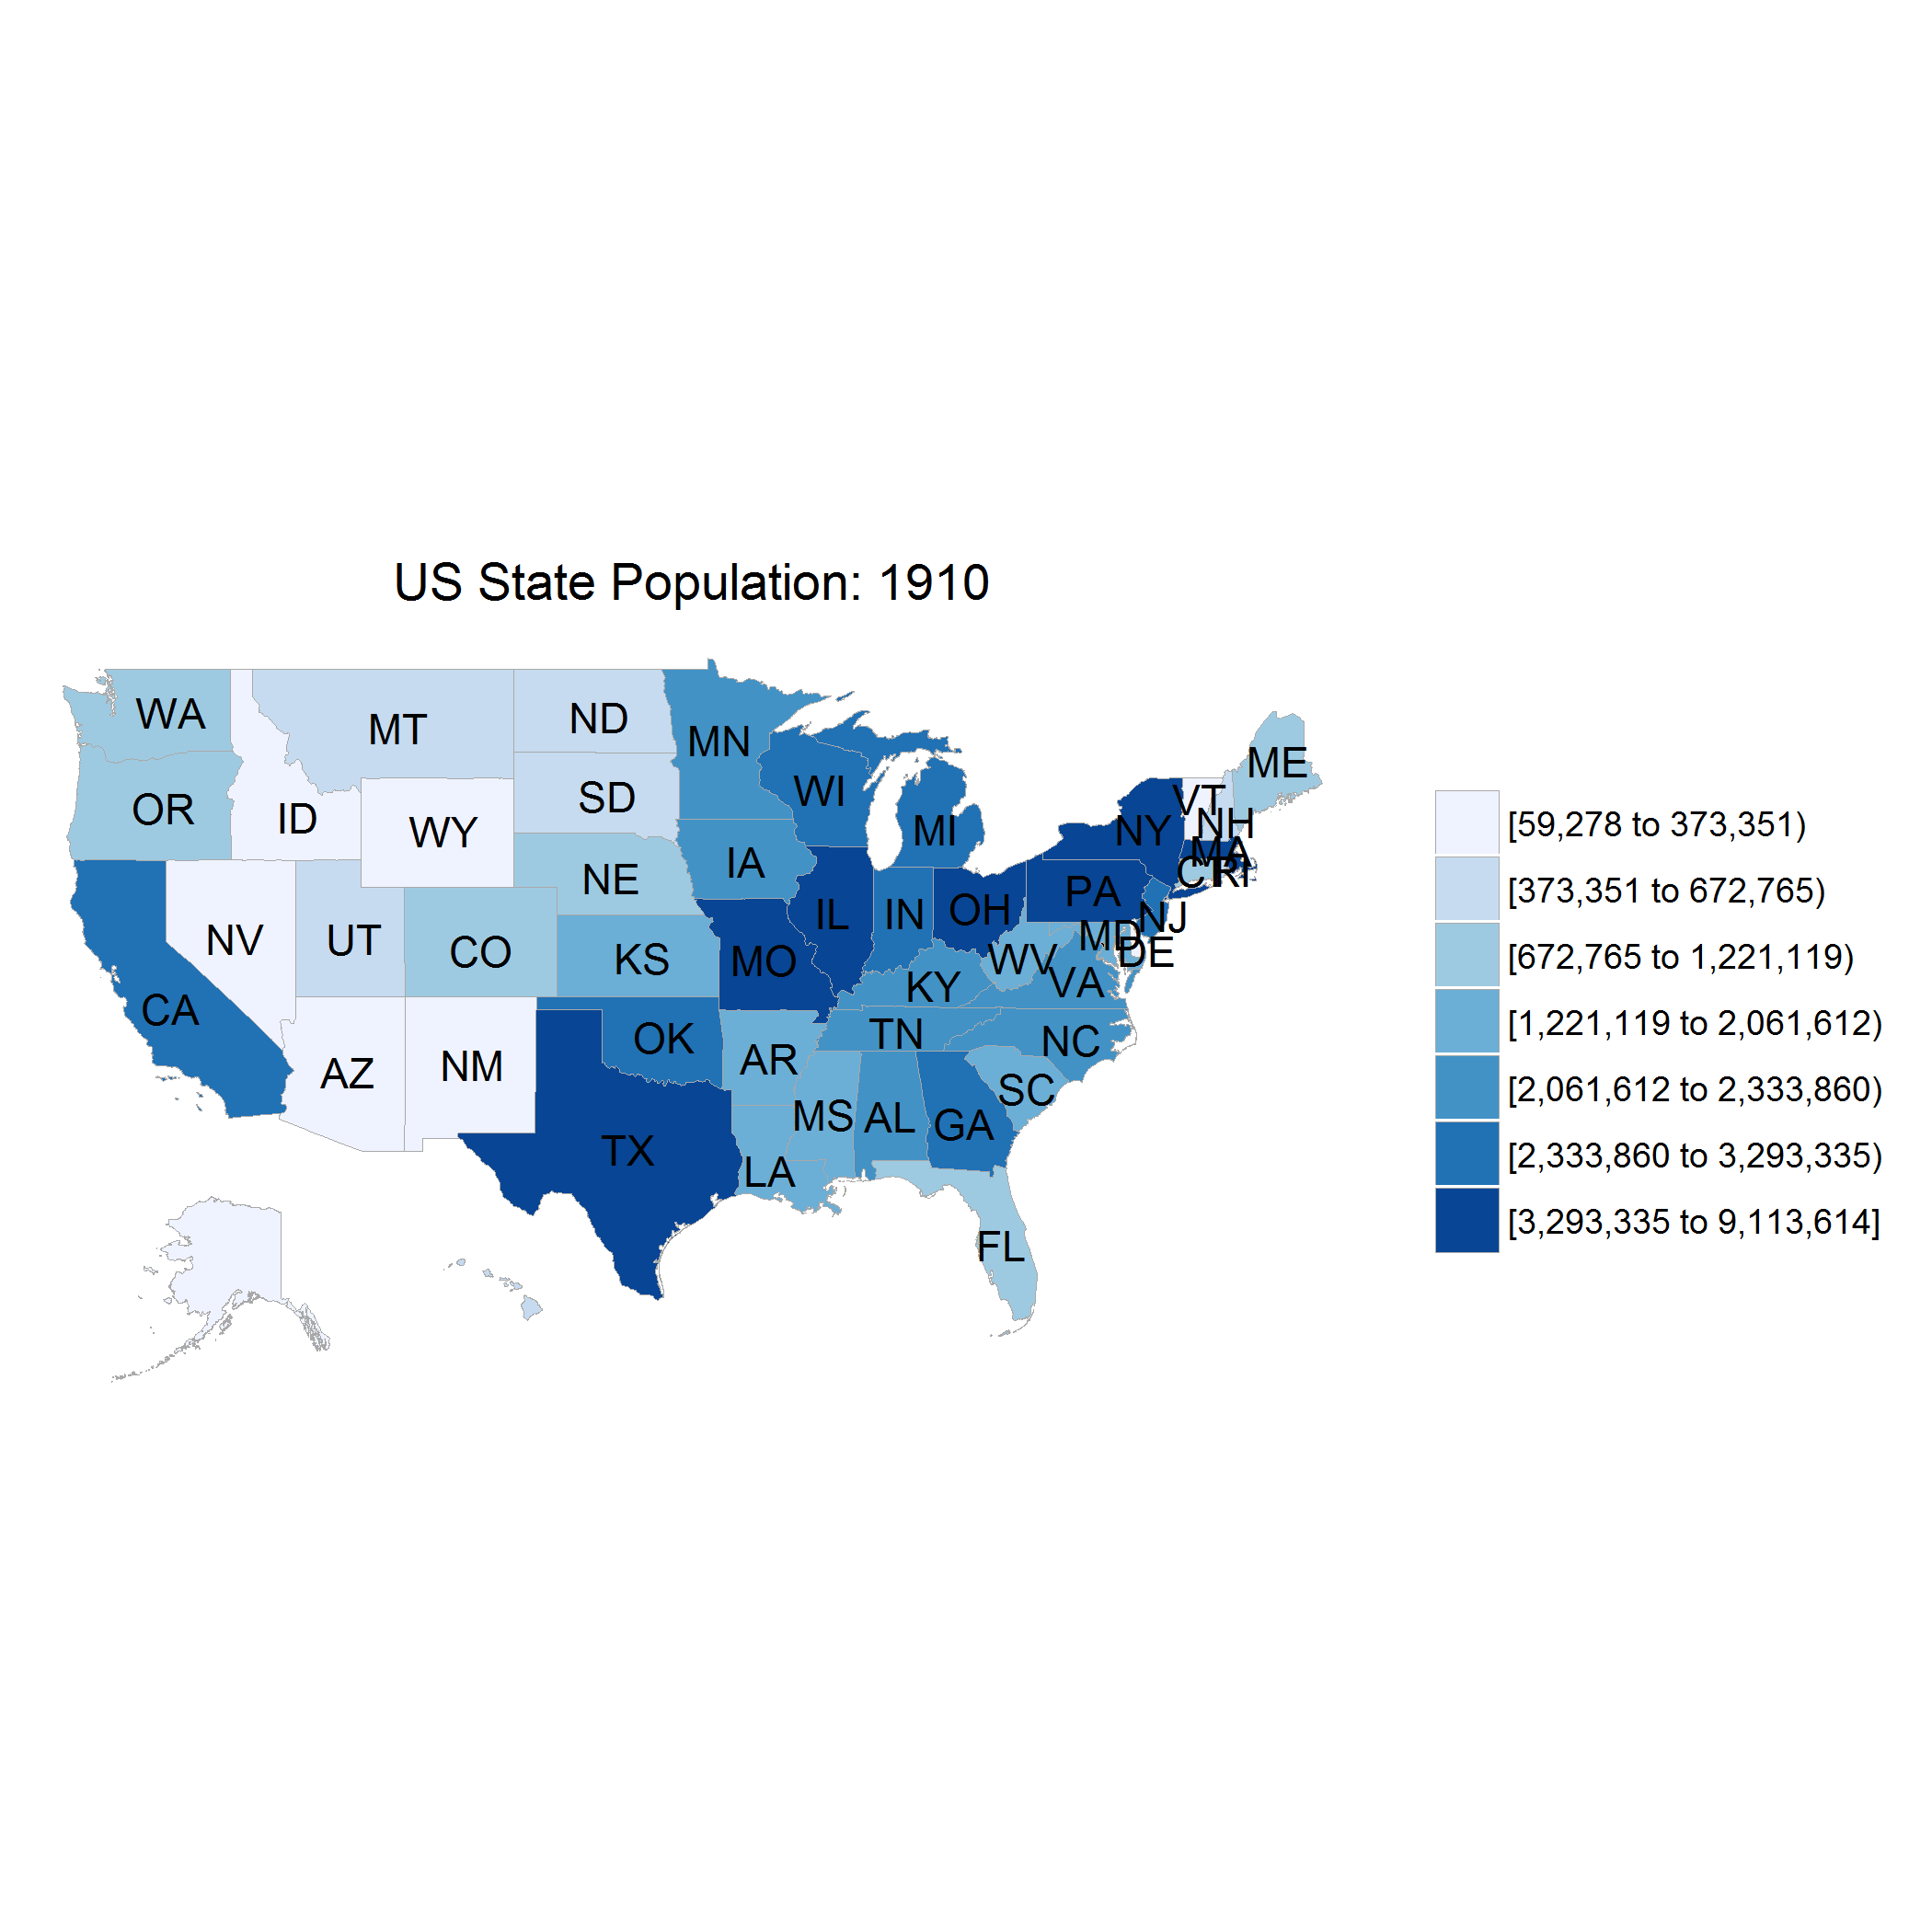 US State Population: 1910
WA
MT
ND
MN
ME
OR
ID
WY
SD
WI
MI
VT
NH
NY
MA
NE
IA
CT
RI
PA
NV
UT
CO
KS
MO
IL
IN
OH
NJ
MD
DE
WV
VA
KY
CA
AZ
NM
OK
AR
TN
NC
SC
TX
MS
AL
GA
LA
FL
[59,278 to 373,351)
[373,351 to 672,765)
[672,765 to 1,221,119)
[1,221,119 to 2,061,612)
[2,061,612 to 2,333,860)
[2,333,860 to 3,293,335)
[3,293,335 to 9,113,614]